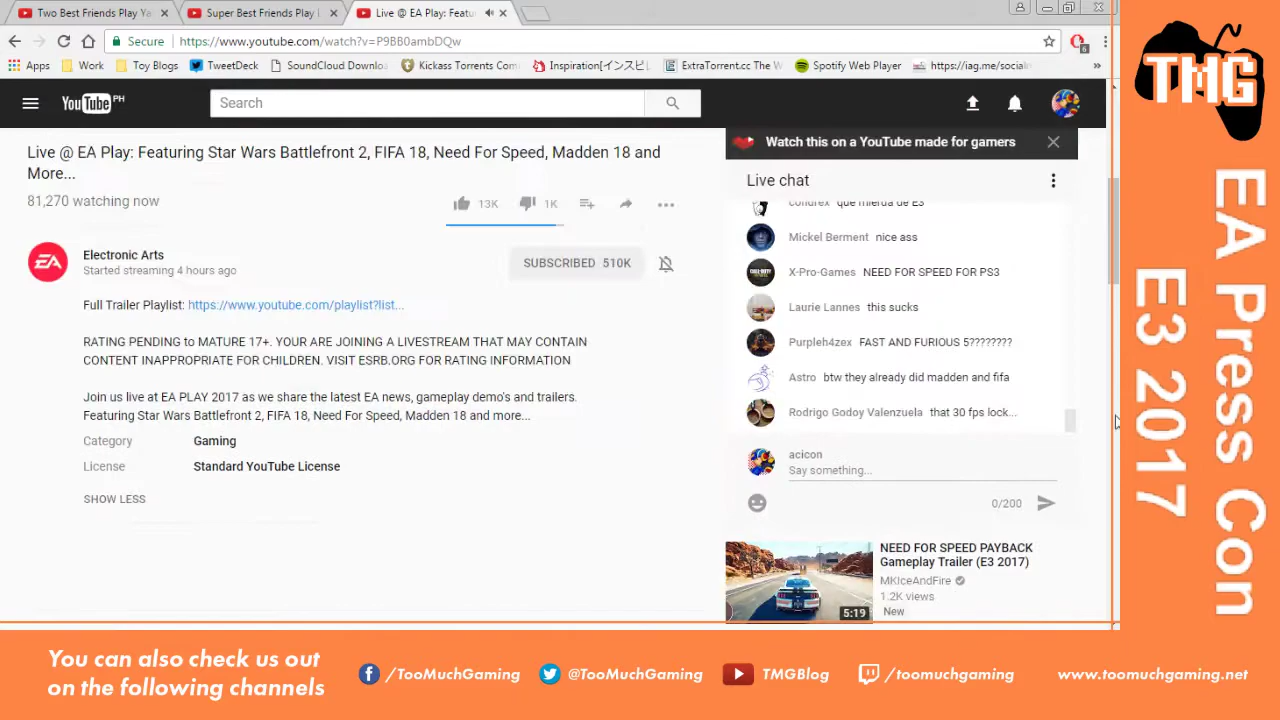 Two Best Friends Play Ya
Super Best Friends Play
Live @ EA Play: Featu
Secure
https://www.youtube.com/watch?v=P9BB0ambDQw
6
Apps
Work
Toy Blogs
TweetDeck
SoundCloud Downlo
Kickass Torrents Com
Inspiration[インスピ
ExtraTorrent.cc The W
Spotify Web Player
https://iag.me/social
»
YouTube PH
Search
Live @ EA Play: Featuring Star Wars Battlefront 2, FIFA 18, Need For Speed, Madden 18 and
More...
81,270 watching now
13K
1K
EA
Electronic Arts
Started streaming 4 hours ago
SUBSCRIBED 510K
Full Trailer Playlist: https://www.youtube.com/playlist?list...
RATING PENDING to MATURE 17+. YOUR ARE JOINING A LIVESTREAM THAT MAY CONTAIN
CONTENT INAPPROPRIATE FOR CHILDREN. VISIT ESRB.ORG FOR RATING INFORMATION
Join us live at EA PLAY 2017 as we share the latest EA news, gameplay demo's and trailers.
Featuring Star Wars Battlefront 2, FIFA 18, Need For Speed, Madden 18 and more...
Category Gaming
License Standard YouTube License
SHOW LESS
Watch this on a YouTube made for gamers
Live chat
condrex que mierda de E3
Mickel Berment nice ass
X-Pro-Games NEED FOR SPEED FOR PS3
Laurie Lannes this sucks
Purpleh4zex FAST AND FURIOUS 5????????
Astro btw they already did madden and fifa
Rodrigo Godoy Valenzuela that 30 fps lock...
acicon
Say something...
0/200
NEED FOR SPEED PAYBACK
Gameplay Trailer (E3 2017)
MKIceAndFire
1.2K views
New
5:19
TMG
EA Press Con
E3 2017
You can also check us out
on the following channels
/TooMuchGaming
@TooMuchGaming
TMGBlog
/toomuchgaming
www.toomuchgaming.net